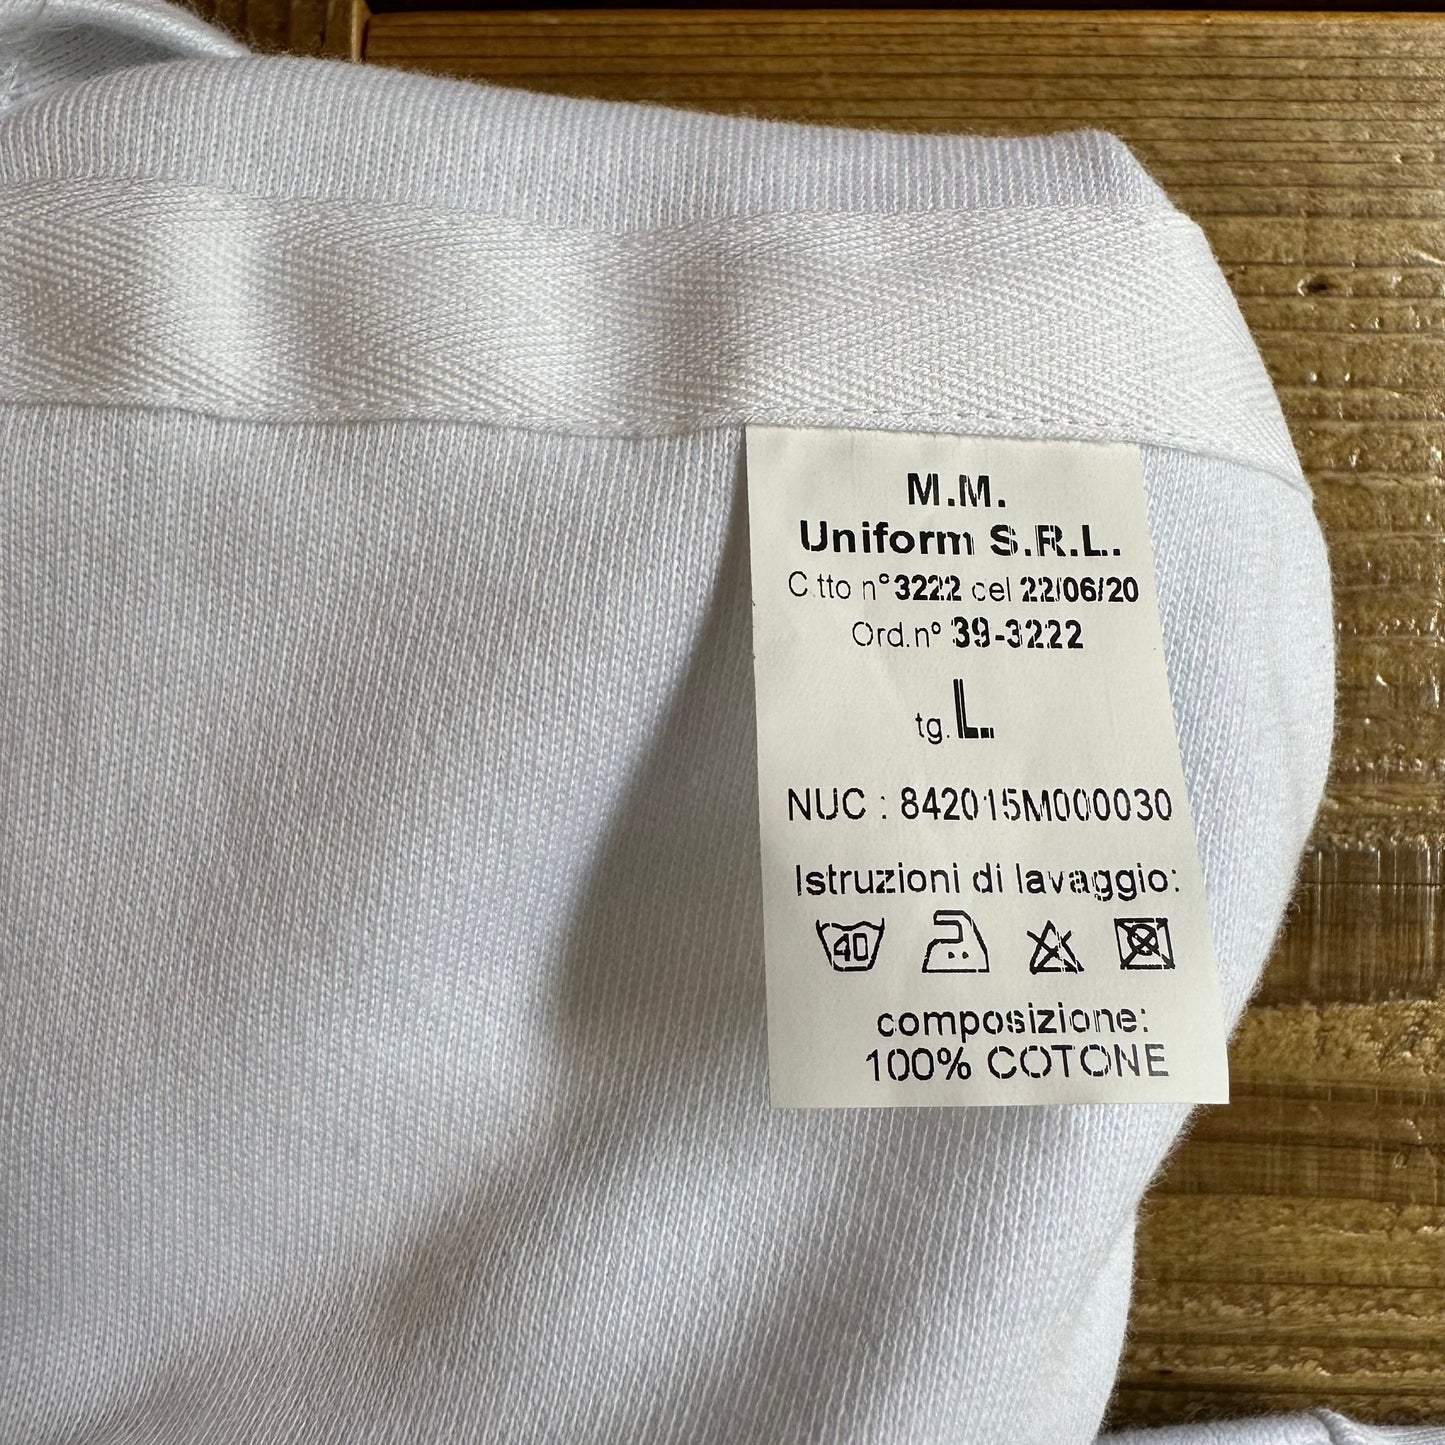 M.M.
Uniform S.R.L.
C.tto n° 3222 del 22/06/20
Ord.n° 39-3222
tg. L.
NUC : 842015M000030
Istruzioni di lavaggio:
40
composizione:
100% COTONE